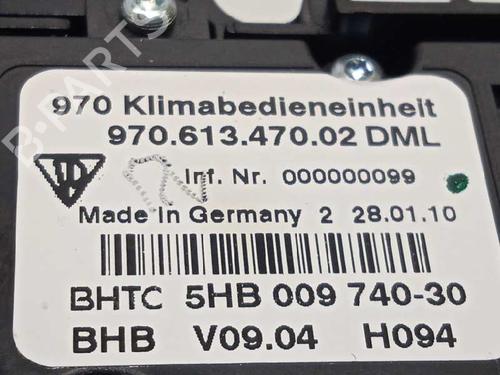 970 Klimabedieneinheit
970.613.470.02 DML
Int. Nr. 000000099
Made In Germany 2 28.01.10
BHTC 5HB 009 740-30
BHB V09.04 H094
B-PARTS